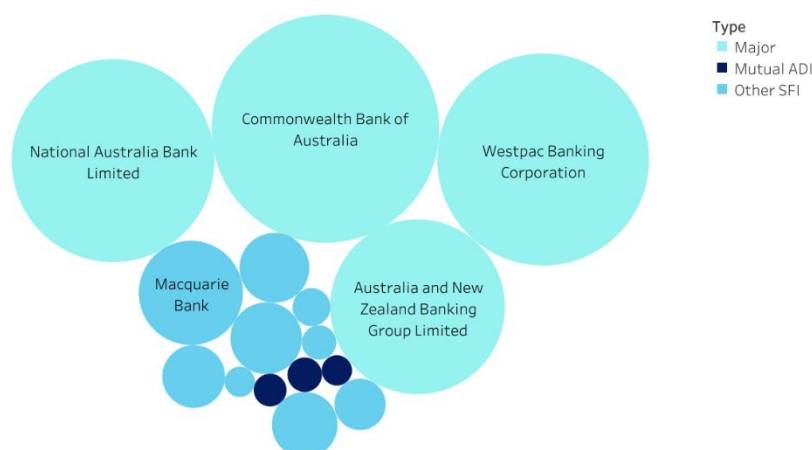 Type
Major
Mutual ADI
Other SFI
Commonwealth Bank of
Australia
National Australia Bank
Limited
Westpac Banking
Corporation
Macquarie
Bank
Australia and New
Zealand Banking
Group Limited